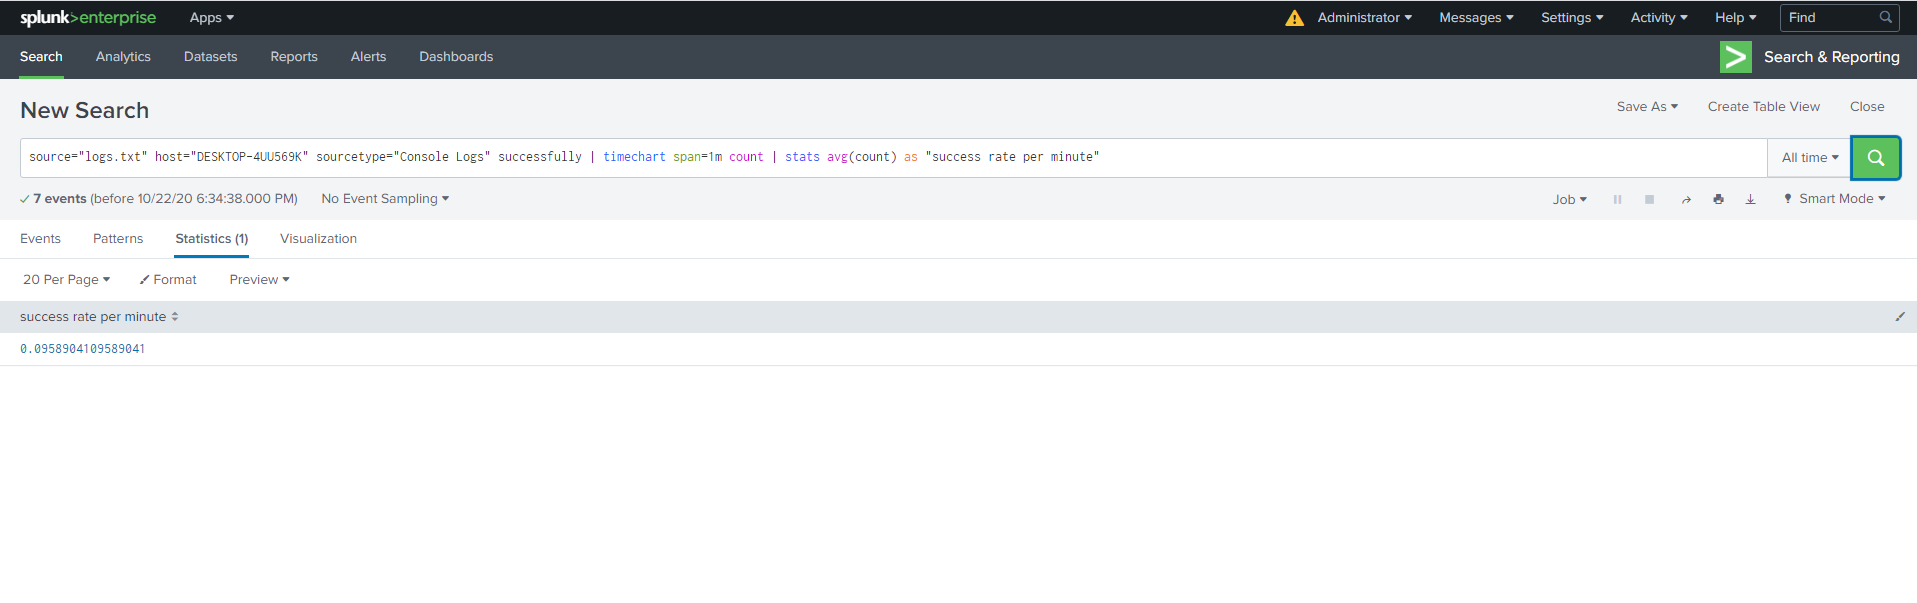 splunk>enterprise Apps Administrator Messages Settings Activity Help Find
Search Analytics Datasets Reports Alerts Dashboards Search & Reporting
New Search Save As Create Table View Close
source="logs.txt" host="DESKTOP-4UU569K" sourcetype="Console Logs" successfully | timechart span=1m count | stats avg(count) as "success rate per minute" All time
7 events (before 10/22/20 6:34:38.000 PM) No Event Sampling Job Smart Mode
Events Patterns Statistics (1) Visualization
20 Per Page Format Preview
success rate per minute
0.0958904109589041